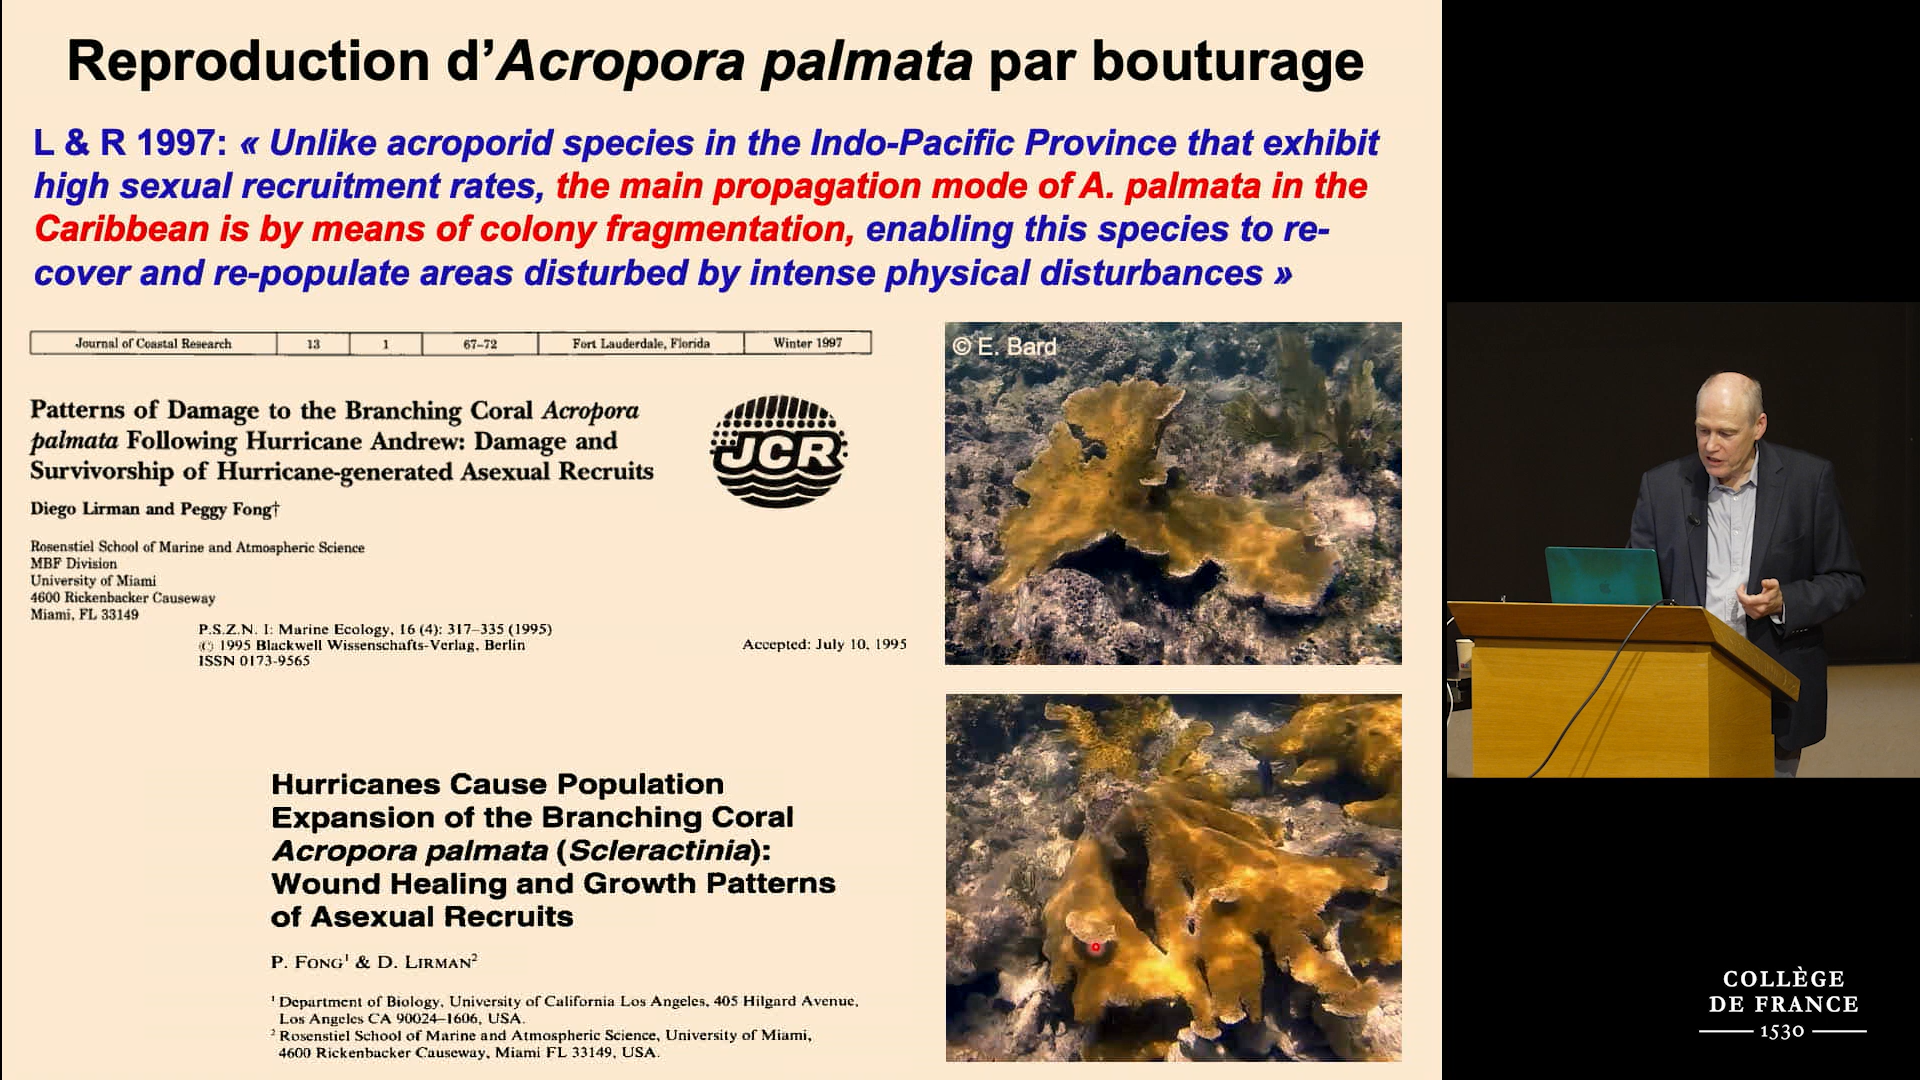 Reproduction d’Acropora palmata par bouturage
L & R 1997: « Unlike acroporid species in the Indo-Pacific Province that exhibit
high sexual recruitment rates, the main propagation mode of A. palmata in the
Caribbean is by means of colony fragmentation, enabling this species to re-
cover and re-populate areas disturbed by intense physical disturbances »
Journal of Coastal Research 13 1 67–72 Fort Lauderdale, Florida Winter 1997
Patterns of Damage to the Branching Coral Acropora
palmata Following Hurricane Andrew: Damage and
Survivorship of Hurricane-generated Asexual Recruits
JCR
Diego Lirman and Peggy Fong†
Rosenstiel School of Marine and Atmospheric Science
MBF Division
University of Miami
4600 Rickenbacker Causeway
Miami, FL 33149
P.S.Z.N. I: Marine Ecology, 16 (4): 317–335 (1995)
© 1995 Blackwell Wissenschafts-Verlag, Berlin
ISSN 0173-9565
Accepted: July 10, 1995
Hurricanes Cause Population
Expansion of the Branching Coral
Acropora palmata (Scleractinia):
Wound Healing and Growth Patterns
of Asexual Recruits
P. FONG¹ & D. LIRMAN²
¹ Department of Biology, University of California Los Angeles, 405 Hilgard Avenue,
Los Angeles CA 90024–1606, USA.
² Rosenstiel School of Marine and Atmospheric Science, University of Miami,
4600 Rickenbacker Causeway, Miami FL 33149, USA.
© E. Bard
COLLÈGE
DE FRANCE
1530